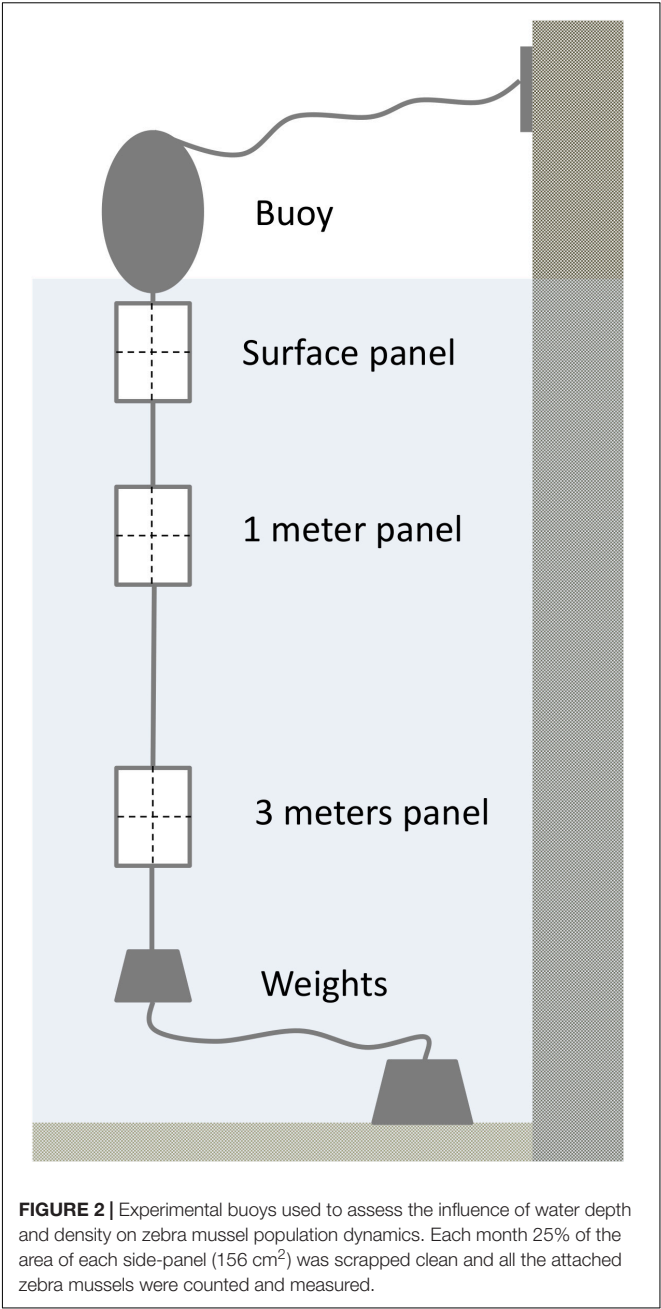 Buoy
Surface panel
1 meter panel
3 meters panel
Weights
FIGURE 2 | Experimental buoys used to assess the influence of water depth
and density on zebra mussel population dynamics. Each month 25% of the
area of each side-panel (156 cm²) was scrapped clean and all the attached
zebra mussels were counted and measured.